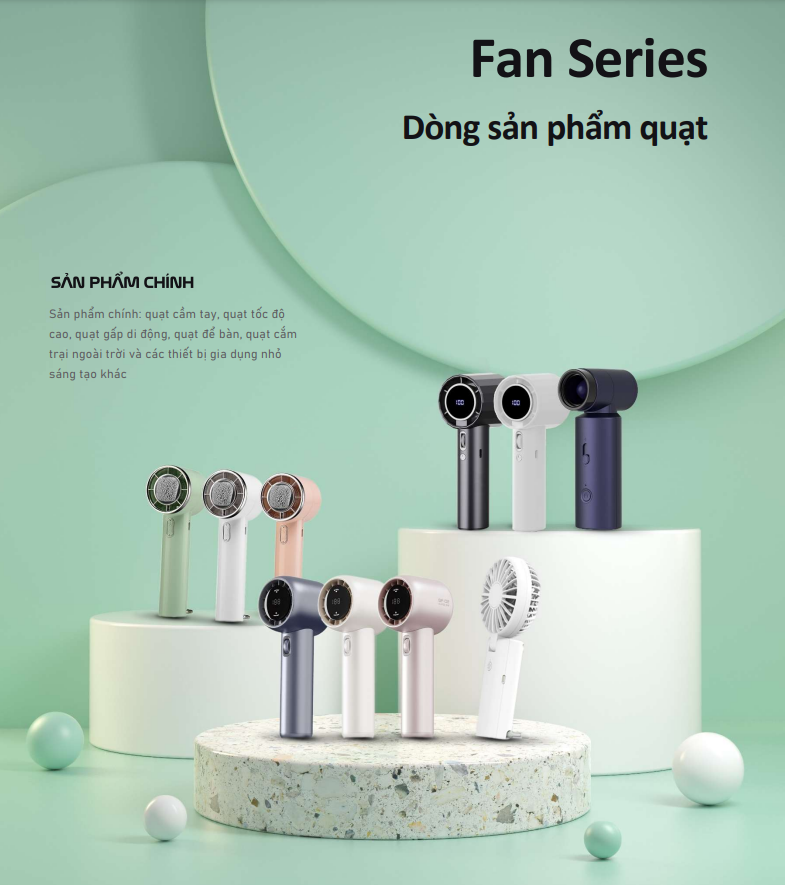 Fan Series
Dòng sản phẩm quạt
SẢN PHẨM CHÍNH
Sản phẩm chính: quạt cầm tay, quạt tốc độ
cao, quạt gấp di động, quạt để bàn, quạt cắm
trại ngoài trời và các thiết bị gia dụng nhỏ
sáng tạo khác
100
100